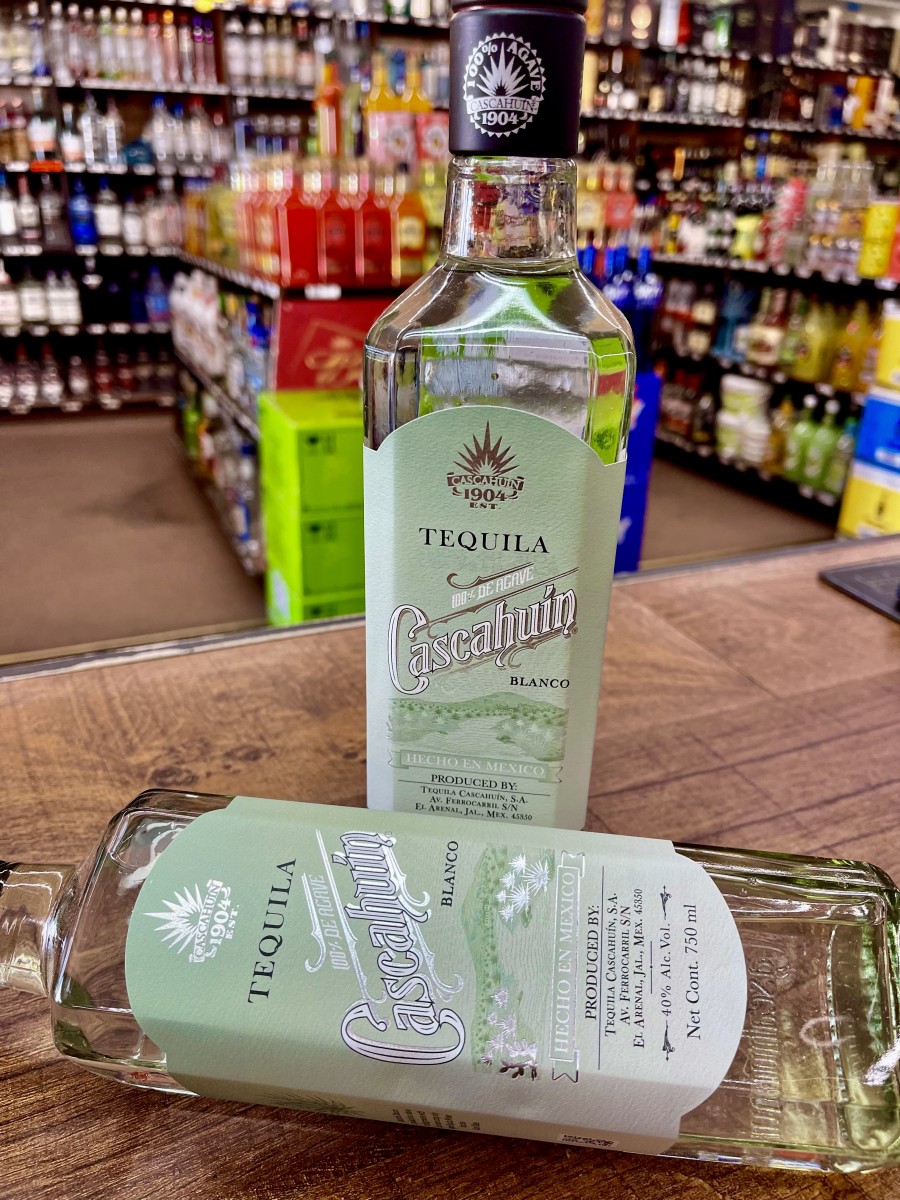 100% AGAVE
CASCAHUIN
1904
CASCAHUIN
1904
EST.
TEQUILA
100% DE AGAVE
Cascahuín
BLANCO
HECHO EN MEXICO
PRODUCED BY:
TEQUILA CASCAHUÍN, S.A.
AV. FERROCARRIL S/N
EL ARENAL, JAL., MEX. 45350
CASCAHUIN
1904
EST.
TEQUILA
100% DE AGAVE
Cascahuín
BLANCO
HECHO EN MEXICO
PRODUCED BY:
TEQUILA CASCAHUÍN, S.A.
AV. FERROCARRIL S/N
EL ARENAL, JAL., MEX. 45350
40% Alc. Vol.
Net Cont. 750 ml